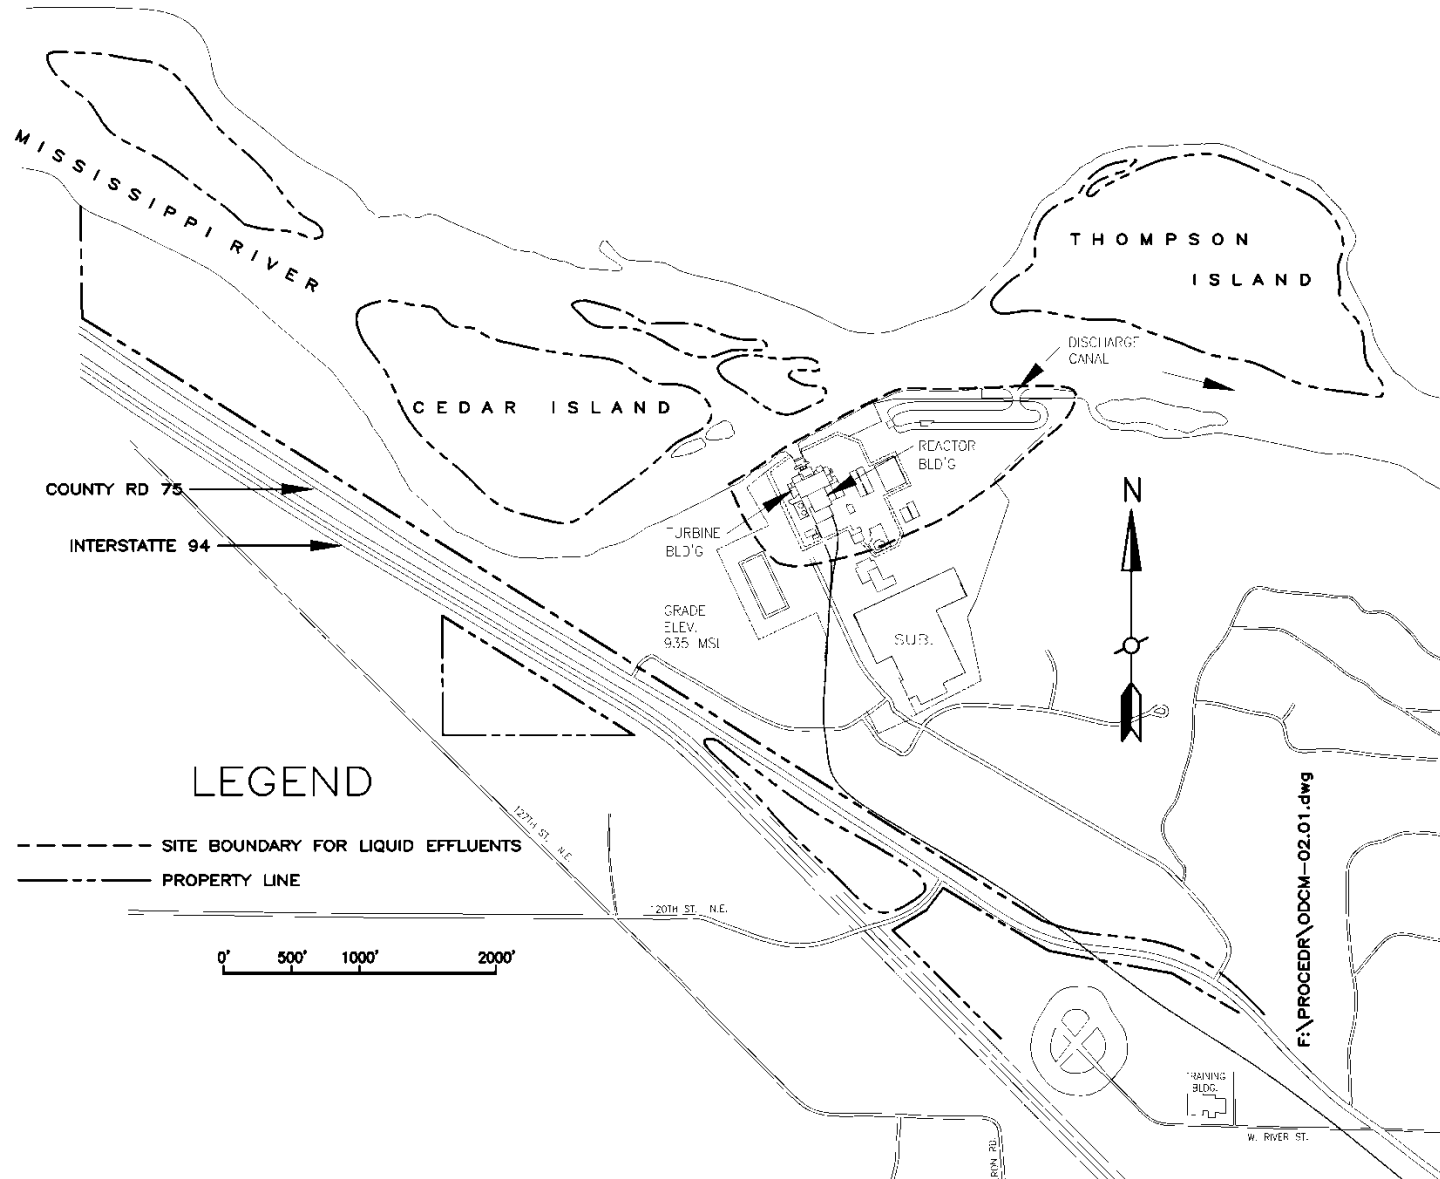 MISSISSIPPI RIVER
THOMPSON
ISLAND
DISCHARGE
CANAL
CEDAR ISLAND
REACTOR
BLD'G
COUNTY RD 75
N
TURBINE
BLD'G
INTERSTATTE 94
GRADE
ELEV.
935 MSL
SUB.
LEGEND
127TH ST. N.E.
SITE BOUNDARY FOR LIQUID EFFLUENTS
PROPERTY LINE
120TH ST. N.E.
0' 500' 1000' 2000'
F:\PROCEDR\ODCM-02.01.dwg
TRAINING
BLDG.
W. RIVER ST.